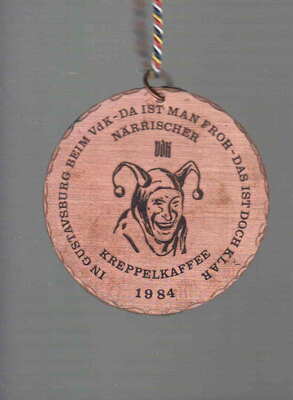 IN GUSTAVSBURG BEIM VdK-DA IST MAN FROH-DAS IST DOCH KLAR
NÄRRISCHER
VdK
KREPPELKAFFEE
1984